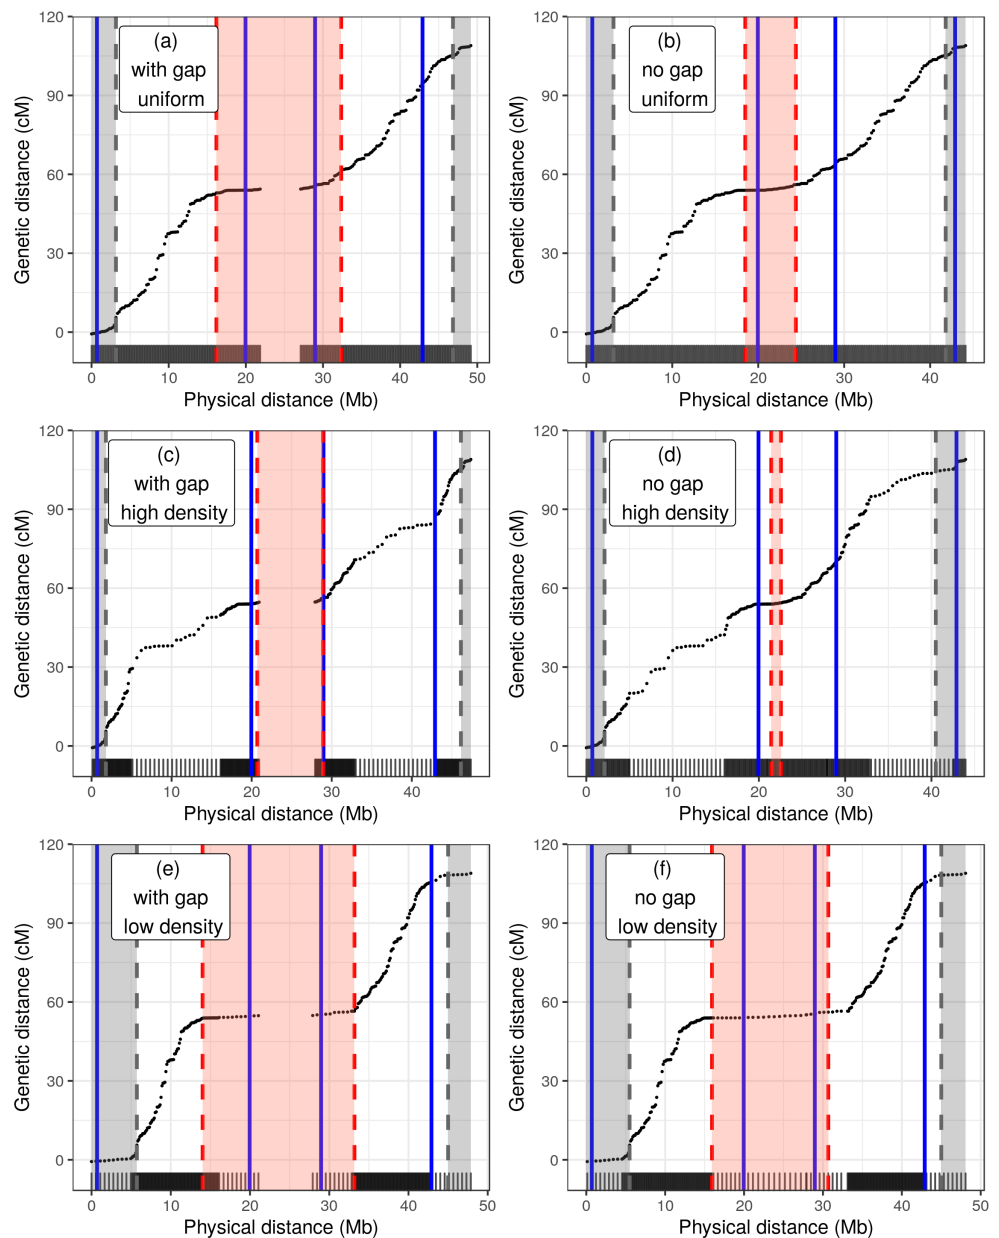 120
90
60
30
0
Genetic distance (cM)
(a)
with gap
uniform
0 10 20 30 40 50
Physical distance (Mb)
120
90
60
30
0
Genetic distance (cM)
(b)
no gap
uniform
0 10 20 30 40
Physical distance (Mb)
120
90
60
30
0
Genetic distance (cM)
(c)
with gap
high density
0 10 20 30 40
Physical distance (Mb)
120
90
60
30
0
Genetic distance (cM)
(d)
no gap
high density
0 10 20 30 40
Physical distance (Mb)
120
90
60
30
0
Genetic distance (cM)
(e)
with gap
low density
0 10 20 30 40 50
Physical distance (Mb)
120
90
60
30
0
Genetic distance (cM)
(f)
no gap
low density
0 10 20 30 40 50
Physical distance (Mb)